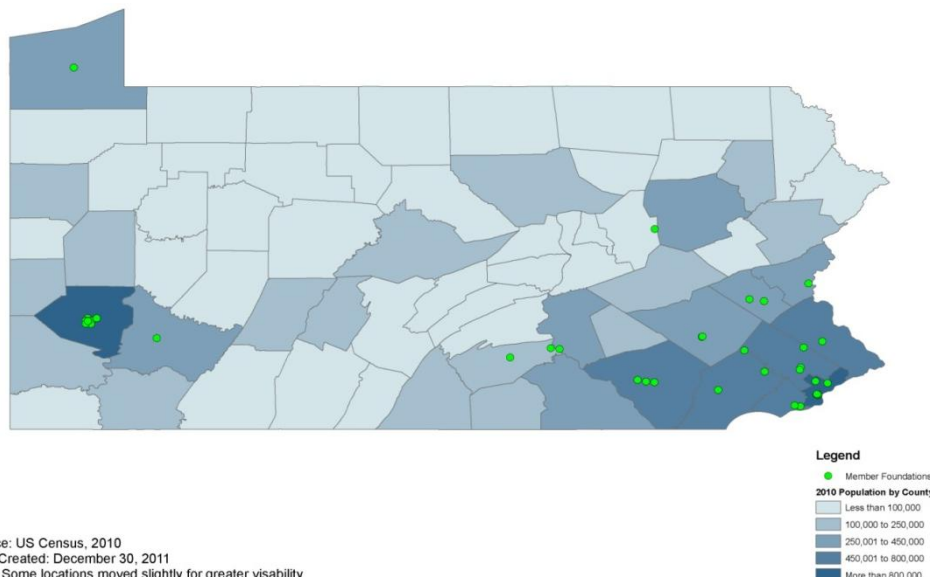 Legend
Member Foundations
2010 Population by County
Less than 100,000
100,000 to 250,000
250,001 to 450,000
450,001 to 800,000
More than 800,000
ce: US Census, 2010
Created: December 30, 2011
Some locations moved slightly for greater visability